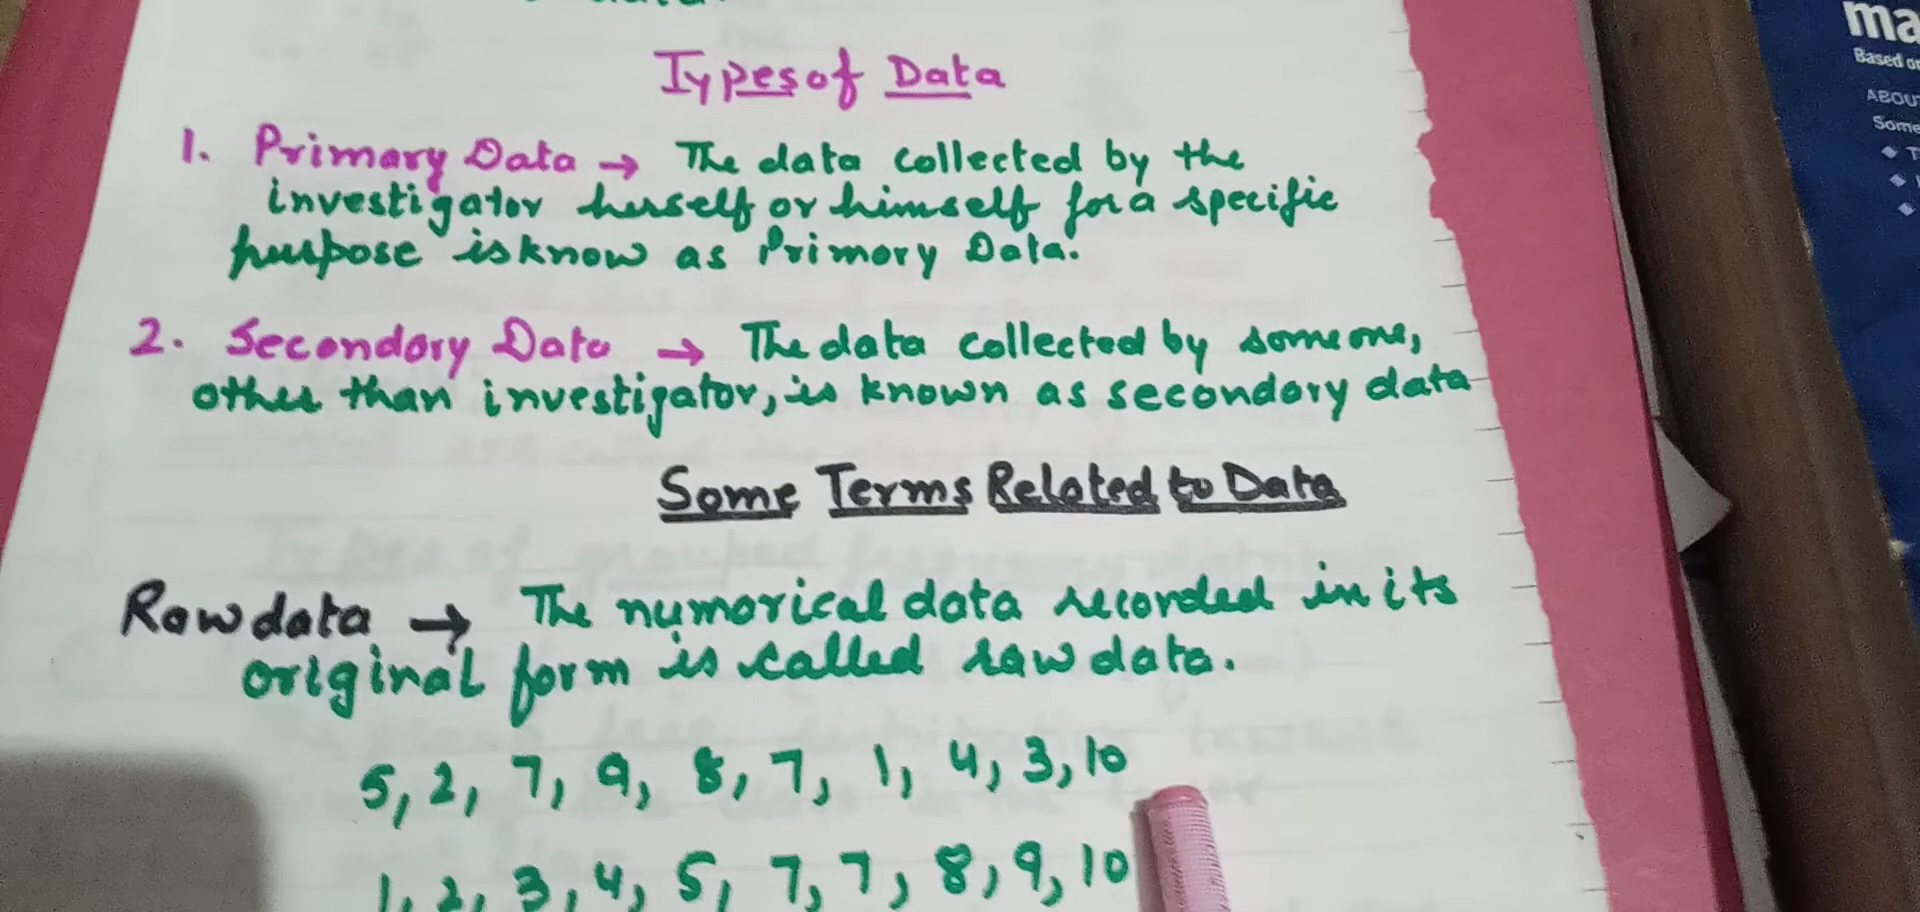 Types of Data
1. Primary Data → The data collected by the
investigator herself or himself for a specific
purpose is know as Primary Data.
2. Secondary Data → The data collected by someone,
other than investigator, is known as secondary data
Some Terms Related to Data
Raw data → The numorical data recorded in its
original form is called raw data.
5, 2, 7, 9, 8, 7, 1, 4, 3, 10
1, 2, 3, 4, 5, 7, 7, 8, 9, 10
ma
Based on
ABOU
Some